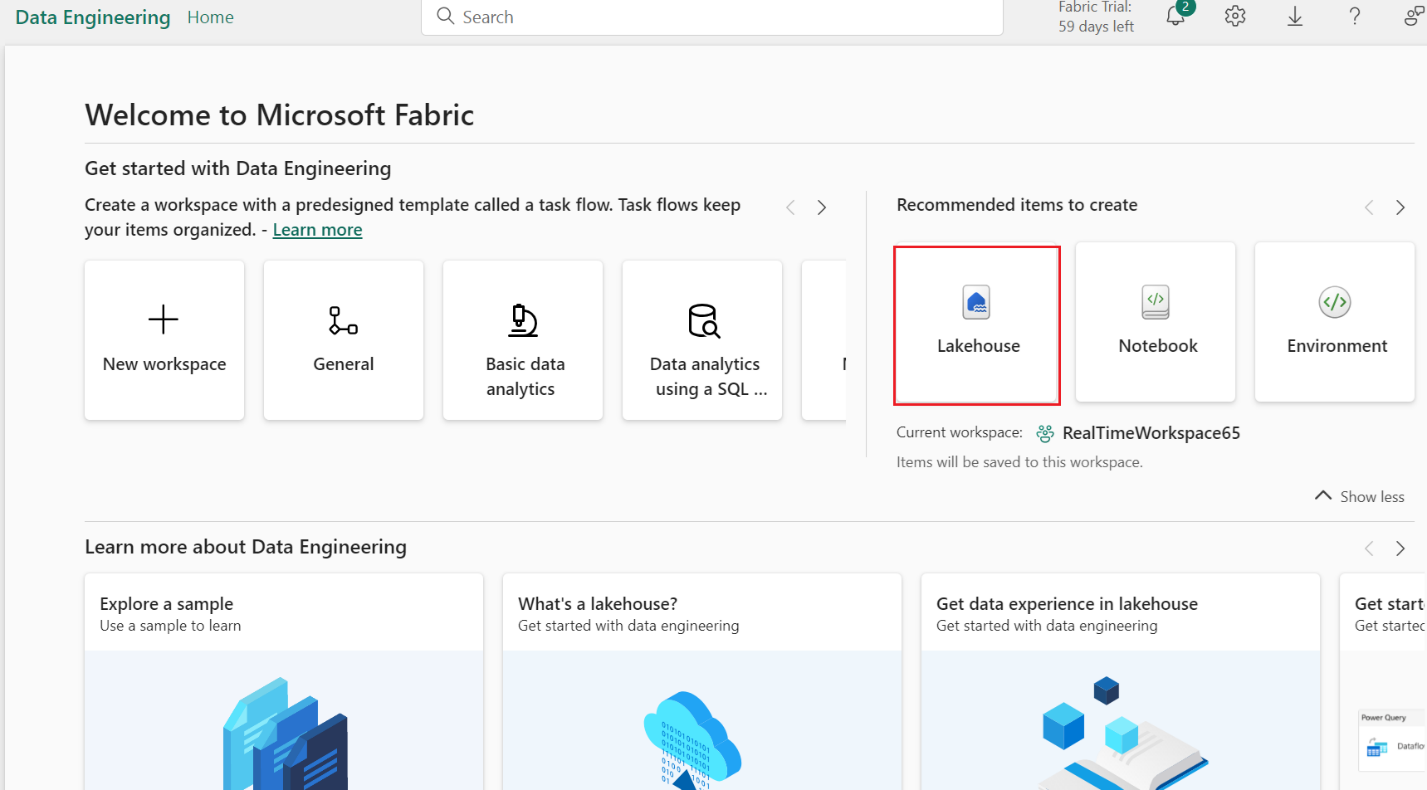 Data Engineering Home
Search
Fabric Trial:
59 days left
2
Welcome to Microsoft Fabric
Get started with Data Engineering
Create a workspace with a predesigned template called a task flow. Task flows keep
your items organized. - Learn more
New workspace
General
Basic data
analytics
Data analytics
using a SQL ...
Recommended items to create
Lakehouse
Notebook
Environment
Current workspace: RealTimeWorkspace65
Items will be saved to this workspace.
Show less
Learn more about Data Engineering
Explore a sample
Use a sample to learn
What's a lakehouse?
Get started with data engineering
Get data experience in lakehouse
Get started with data engineering
Get start
Get started
Power Query
Dataflo